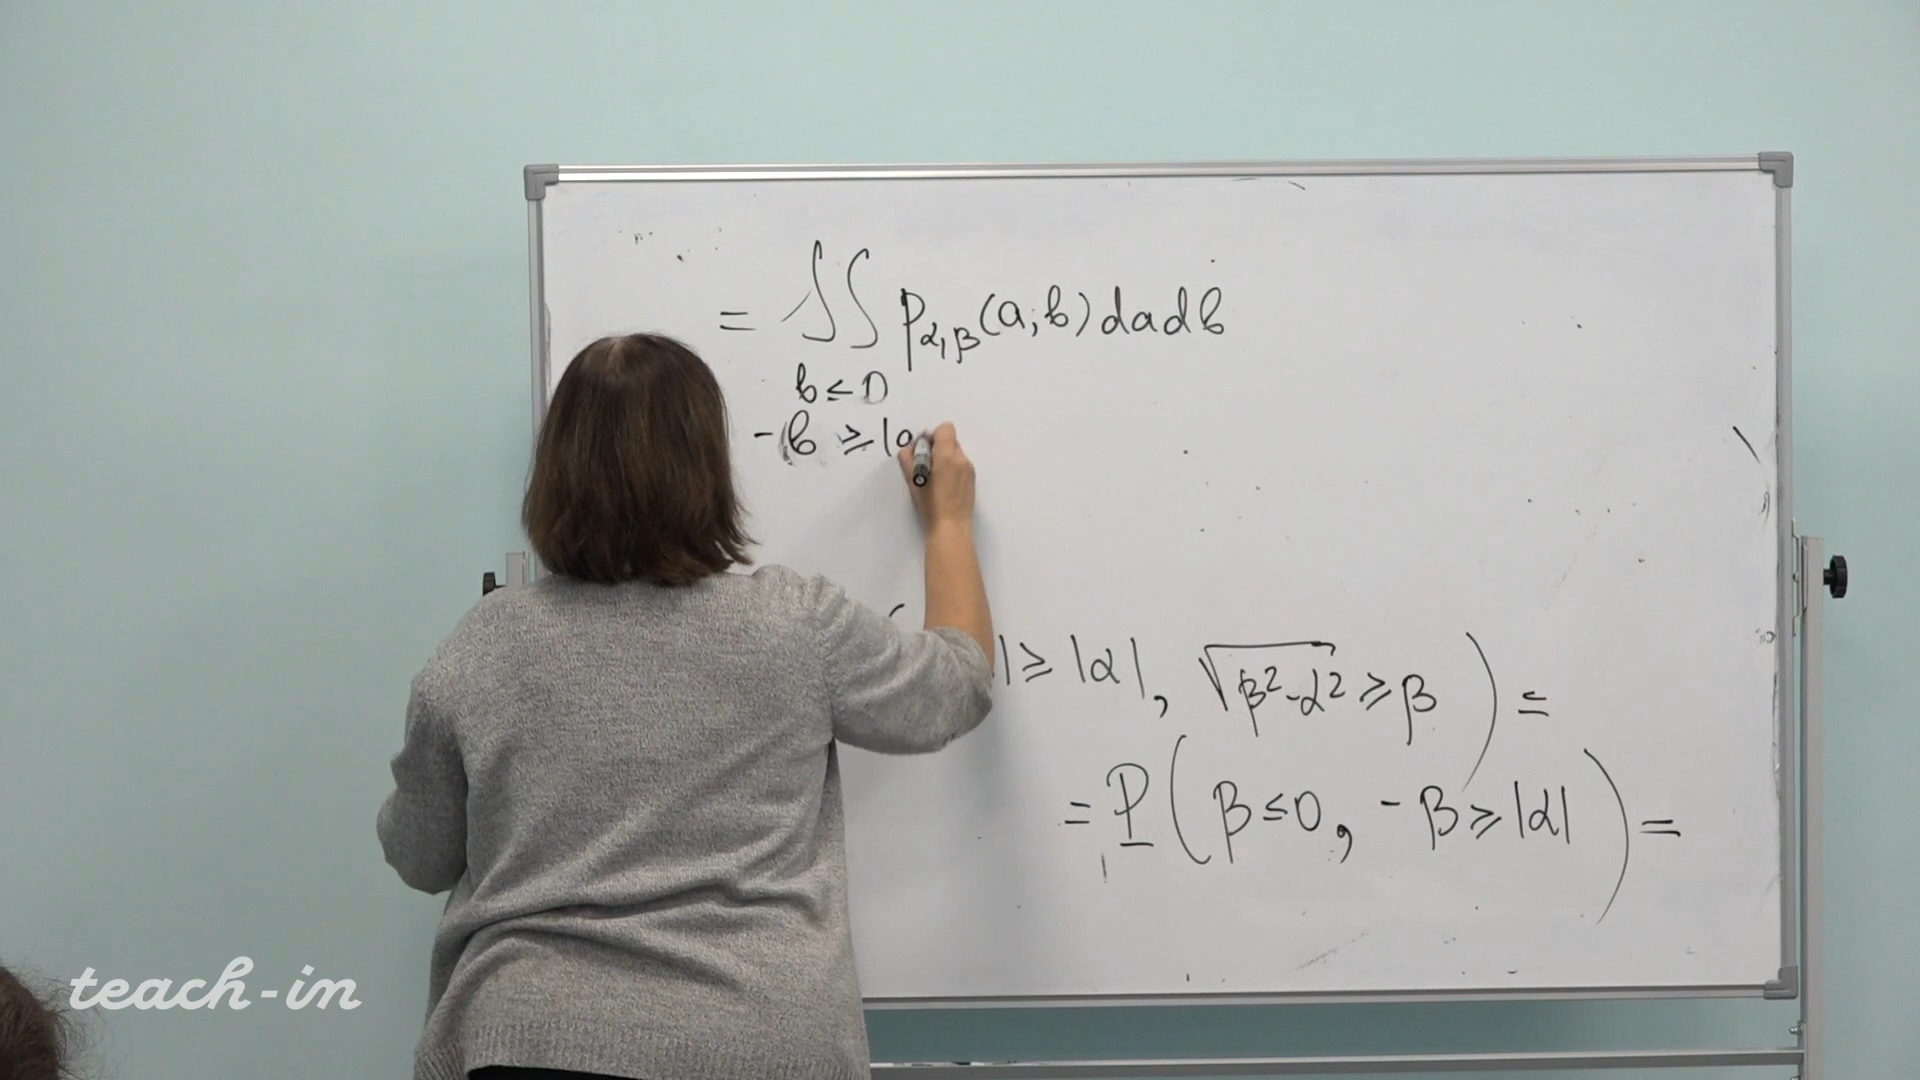 = ∬ p_{α,β}(a;b) da db
b ≤ 0
-b ≥ |a
| ≥ |α|, √(β²-α²) ≥ β ) =
= P ( β ≤ 0, -β ≥ |α| ) =
teach-in